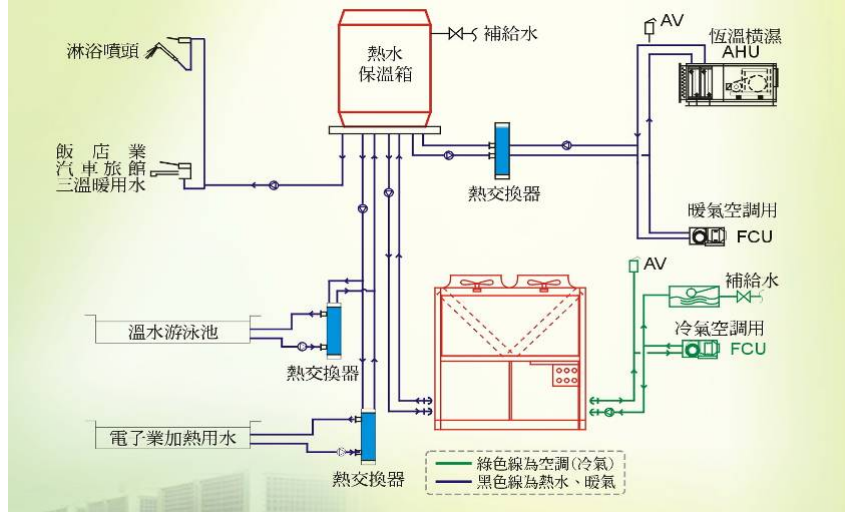 AV
恆溫橫濕
AHU
補給水
淋浴噴頭
熱水
保溫箱
飯店業
汽車旅館
三溫暖用水
熱交換器
暖氣空調用
FCU
AV
補給水
冷氣空調用
FCU
溫水游泳池
熱交換器
電子業加熱用水
熱交換器
綠色線為空調(冷氣)
黑色線為熱水、暖氣